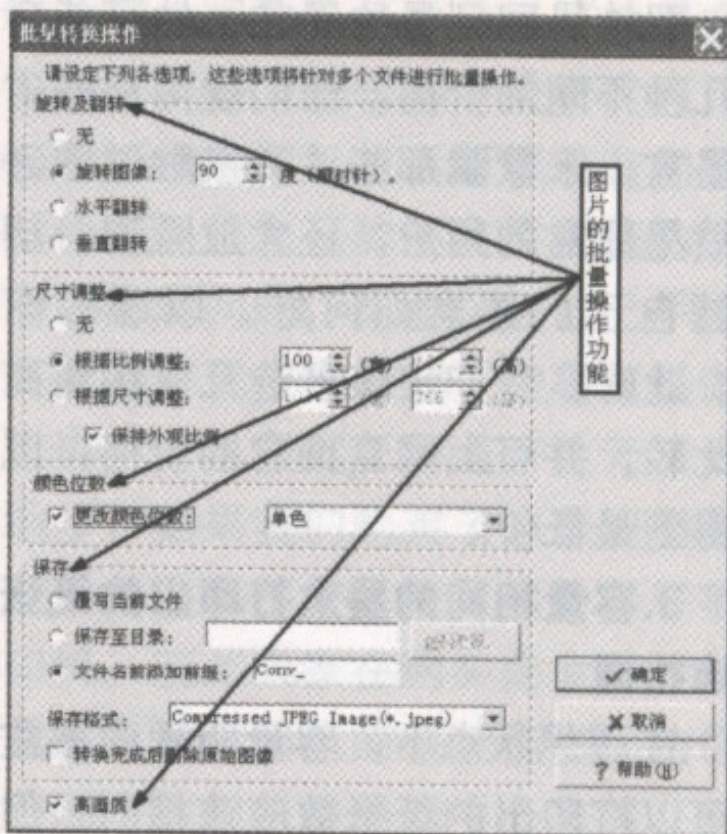 批量转换操作
请设定下列各选项，这些选项将针对多个文件进行批量操作。
旋转及翻转
无
旋转图像： 90 度（顺时针）。
水平翻转
垂直翻转
图片的批量操作功能
尺寸调整
无
根据比例调整： 100 (高) (高)
根据尺寸调整： 766
保持外观比例
颜色位数
更改颜色位数： 单色
保存
覆写当前文件
保存至目录：
文件名前添加前缀： Conv_
保存格式： Compressed JPEG Image(*.jpeg)
转换完成后删除原始图像
高画质
确定
取消
帮助(H)